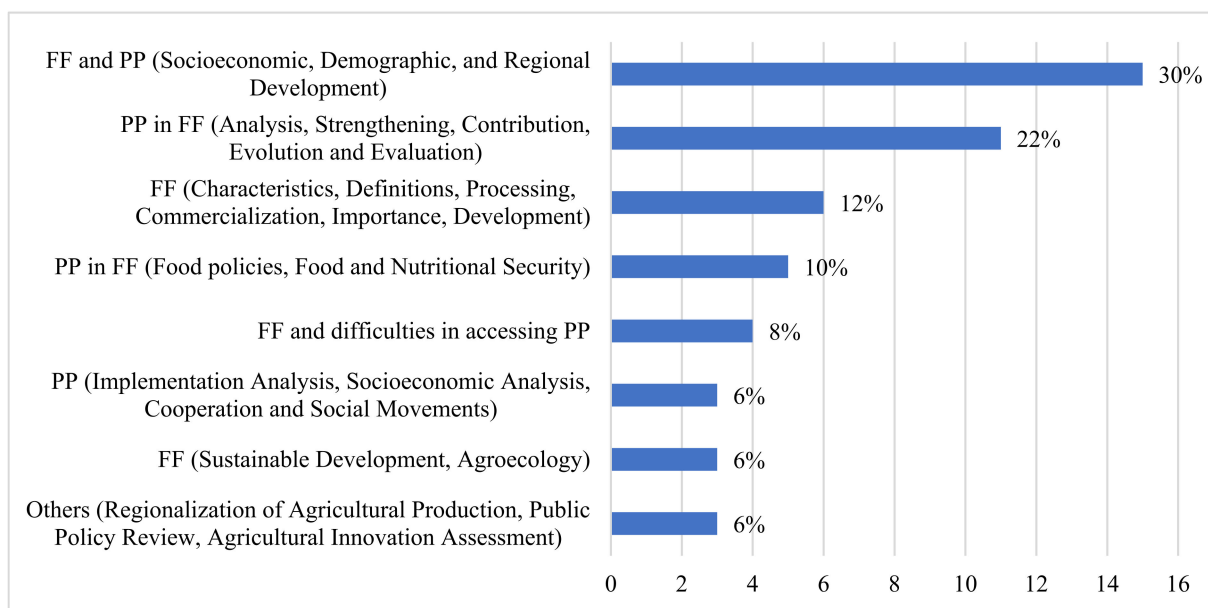 FF and PP (Socioeconomic, Demographic, and Regional
Development)
30%
PP in FF (Analysis, Strengthening, Contribution,
Evolution and Evaluation)
22%
FF (Characteristics, Definitions, Processing,
Commercialization, Importance, Development)
12%
PP in FF (Food policies, Food and Nutritional Security)
10%
FF and difficulties in accessing PP
8%
PP (Implementation Analysis, Socioeconomic Analysis,
Cooperation and Social Movements)
6%
FF (Sustainable Development, Agroecology)
6%
Others (Regionalization of Agricultural Production, Public
Policy Review, Agricultural Innovation Assessment)
6%
0 2 4 6 8 10 12 14 16